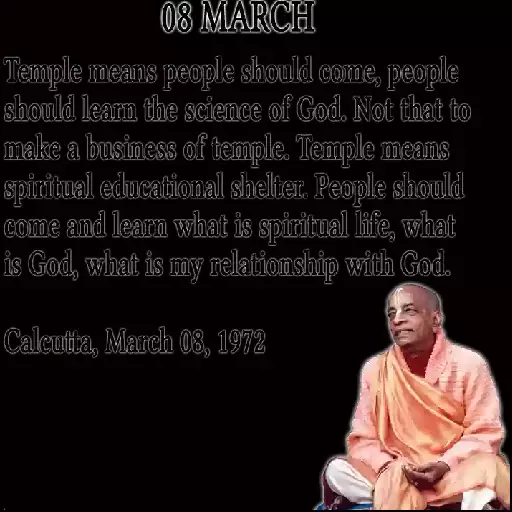 08 MARCH
Temple means people should come, people
should learn the science of God. Not that to
make a business of temple. Temple means
spiritual educational shelter. People should
come and learn what is spiritual life, what
is God, what is my relationship with God.
Calcutta, March 08, 1972